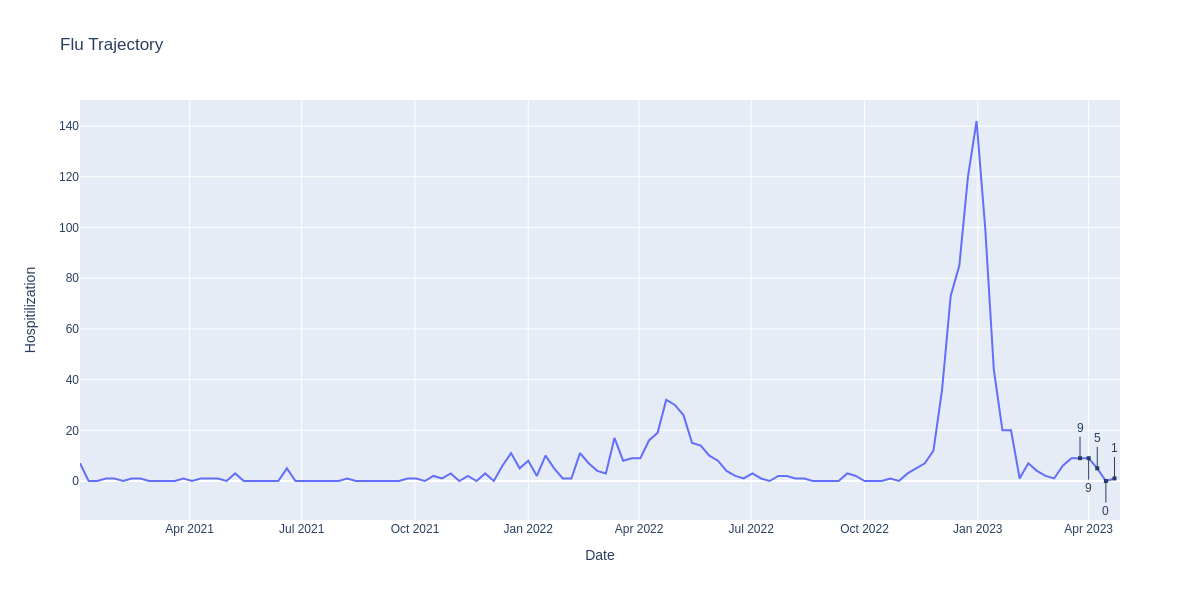 Flu Trajectory
Hospitilization
140
120
100
80
60
40
20
0
9
9
5
0
1
Apr 2021
Jul 2021
Oct 2021
Jan 2022
Apr 2022
Jul 2022
Oct 2022
Jan 2023
Apr 2023
Date